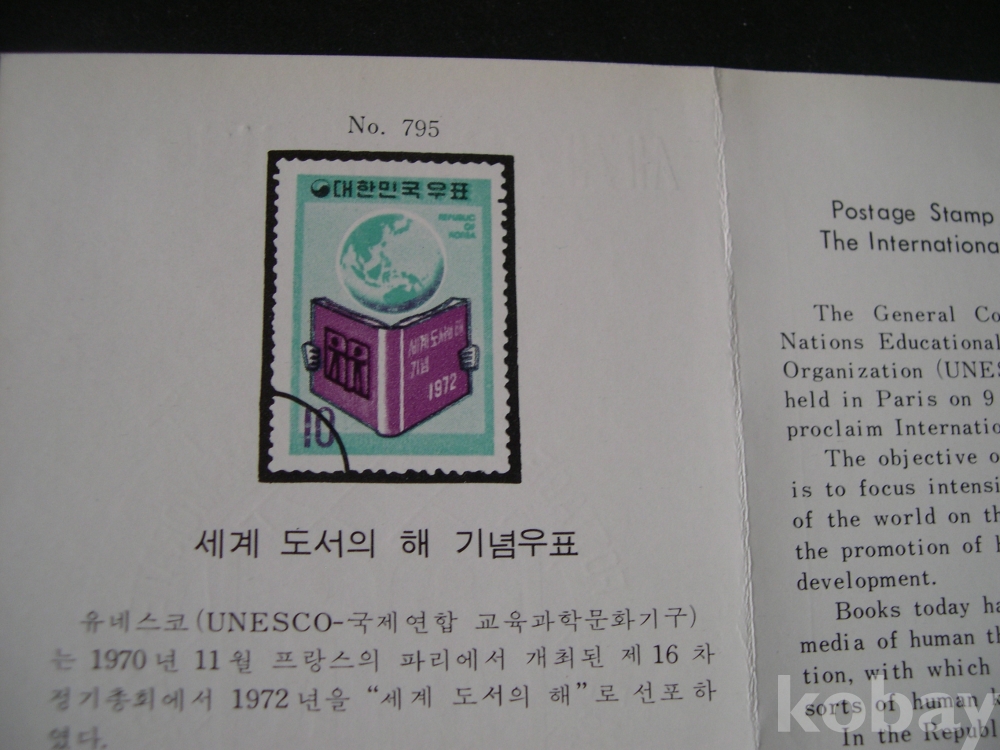 No. 795
대한민국우표
REPUBLIC
OF
KOREA
세계도서의해
기념
1972
10
세계 도서의 해 기념우표
유네스코(UNESCO-국제연합 교육과학문화기구)
는 1970년 11월 프랑스의 파리에서 개최된 제16차
정기총회에서 1972년을 “세계 도서의 해”로 선포하
였다.
Postage Stamp
The International
The General Co
Nations Educational
Organization (UNES
held in Paris on 9
proclaim Internatio
The objective o
is to focus intensi
of the world on th
the promotion of
development.
Books today ha
media of human th
tion, with which
sorts of human k
In the Republ
kobay